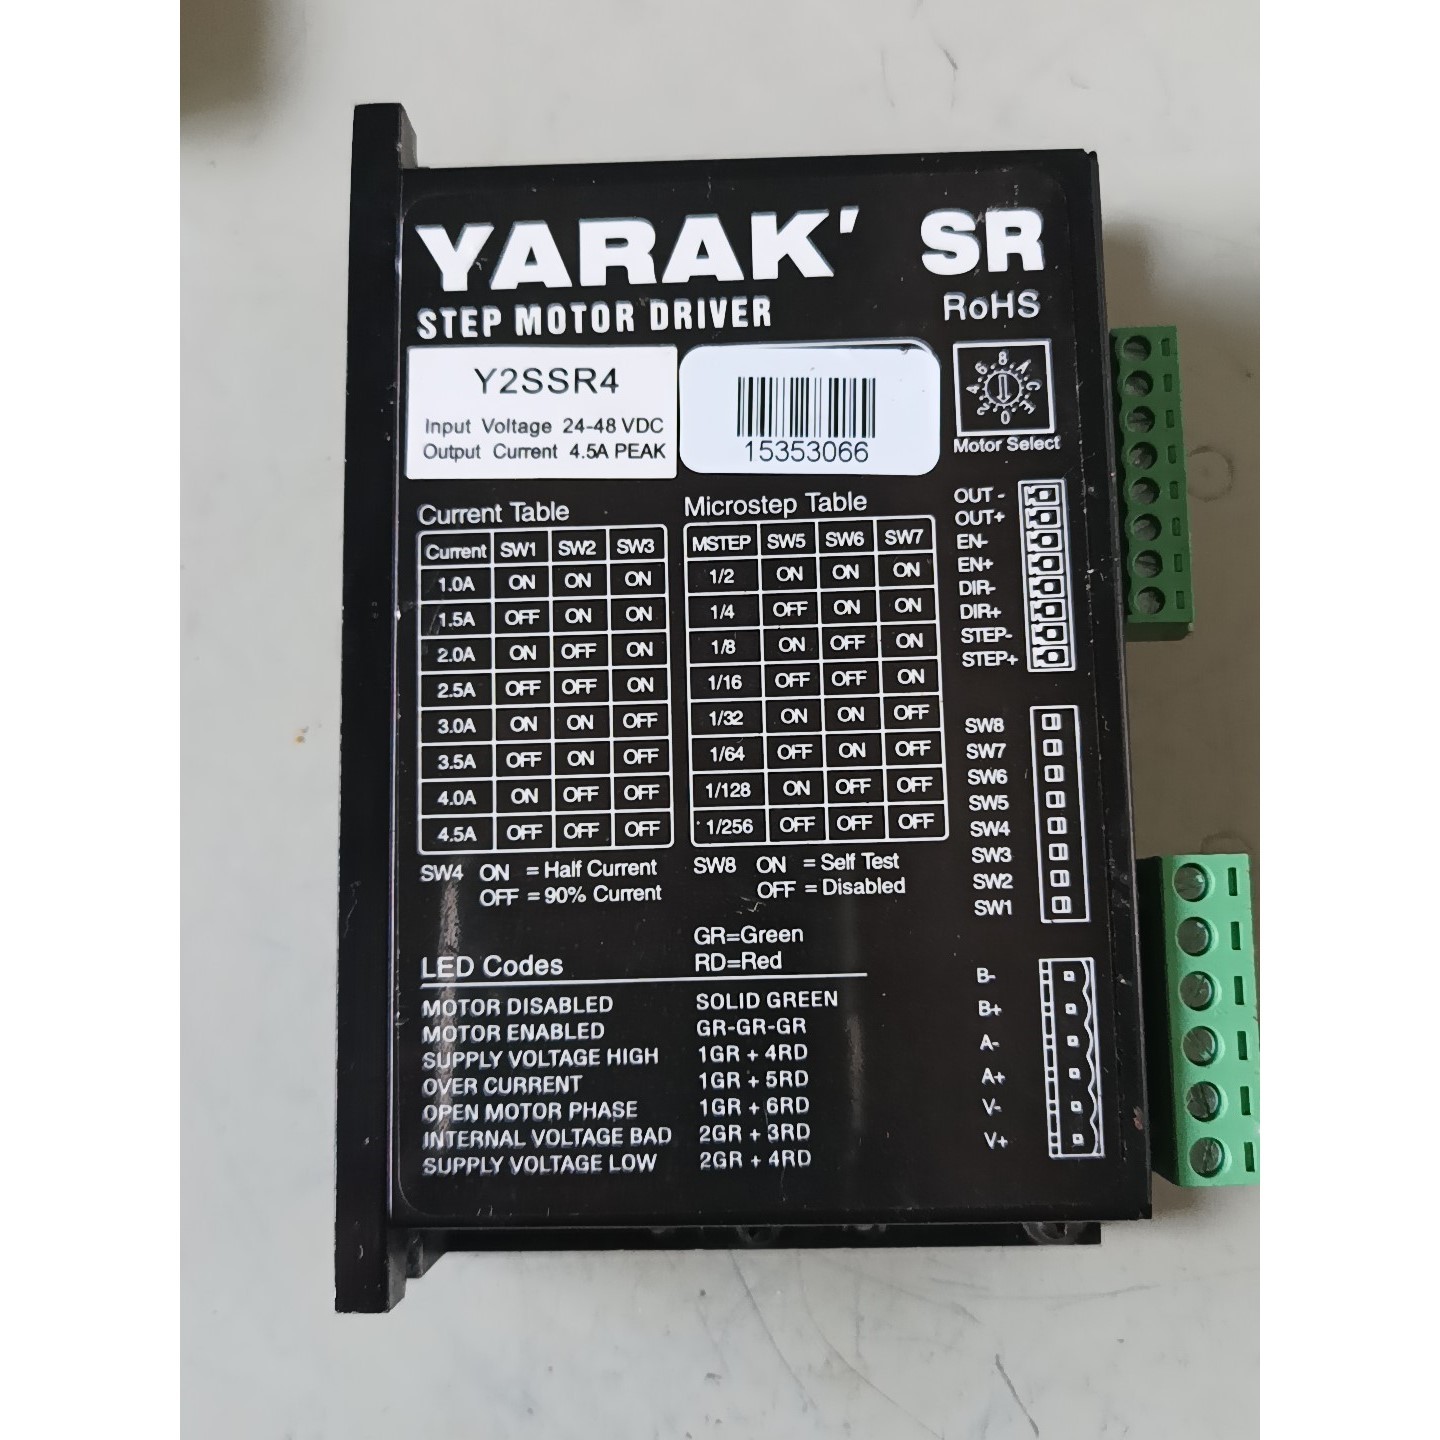 YARAK' SR
STEP MOTOR DRIVER RoHS
Y2SSR4
Input Voltage 24-48 VDC
Output Current 4.5A PEAK
15353066
4 6 8 A C E 0 2
Motor Select
Current Table
Current SW1 SW2 SW3
1.0A ON ON ON
1.5A OFF ON ON
2.0A ON OFF ON
2.5A OFF OFF ON
3.0A ON ON OFF
3.5A OFF ON OFF
4.0A ON OFF OFF
4.5A OFF OFF OFF
SW4 ON = Half Current
OFF = 90% Current
Microstep Table
MSTEP SW5 SW6 SW7
1/2 ON ON ON
1/4 OFF ON ON
1/8 ON OFF ON
1/16 OFF OFF ON
1/32 ON ON OFF
1/64 OFF ON OFF
1/128 ON OFF OFF
1/256 OFF OFF OFF
SW8 ON = Self Test
OFF = Disabled
OUT -
OUT+
EN-
EN+
DIR-
DIR+
STEP-
STEP+
SW8
SW7
SW6
SW5
SW4
SW3
SW2
SW1
GR=Green
LED Codes RD=Red
MOTOR DISABLED SOLID GREEN
MOTOR ENABLED GR-GR-GR
SUPPLY VOLTAGE HIGH 1GR + 4RD
OVER CURRENT 1GR + 5RD
OPEN MOTOR PHASE 1GR + 6RD
INTERNAL VOLTAGE BAD 2GR + 3RD
SUPPLY VOLTAGE LOW 2GR + 4RD
B-
B+
A-
A+
V-
V+